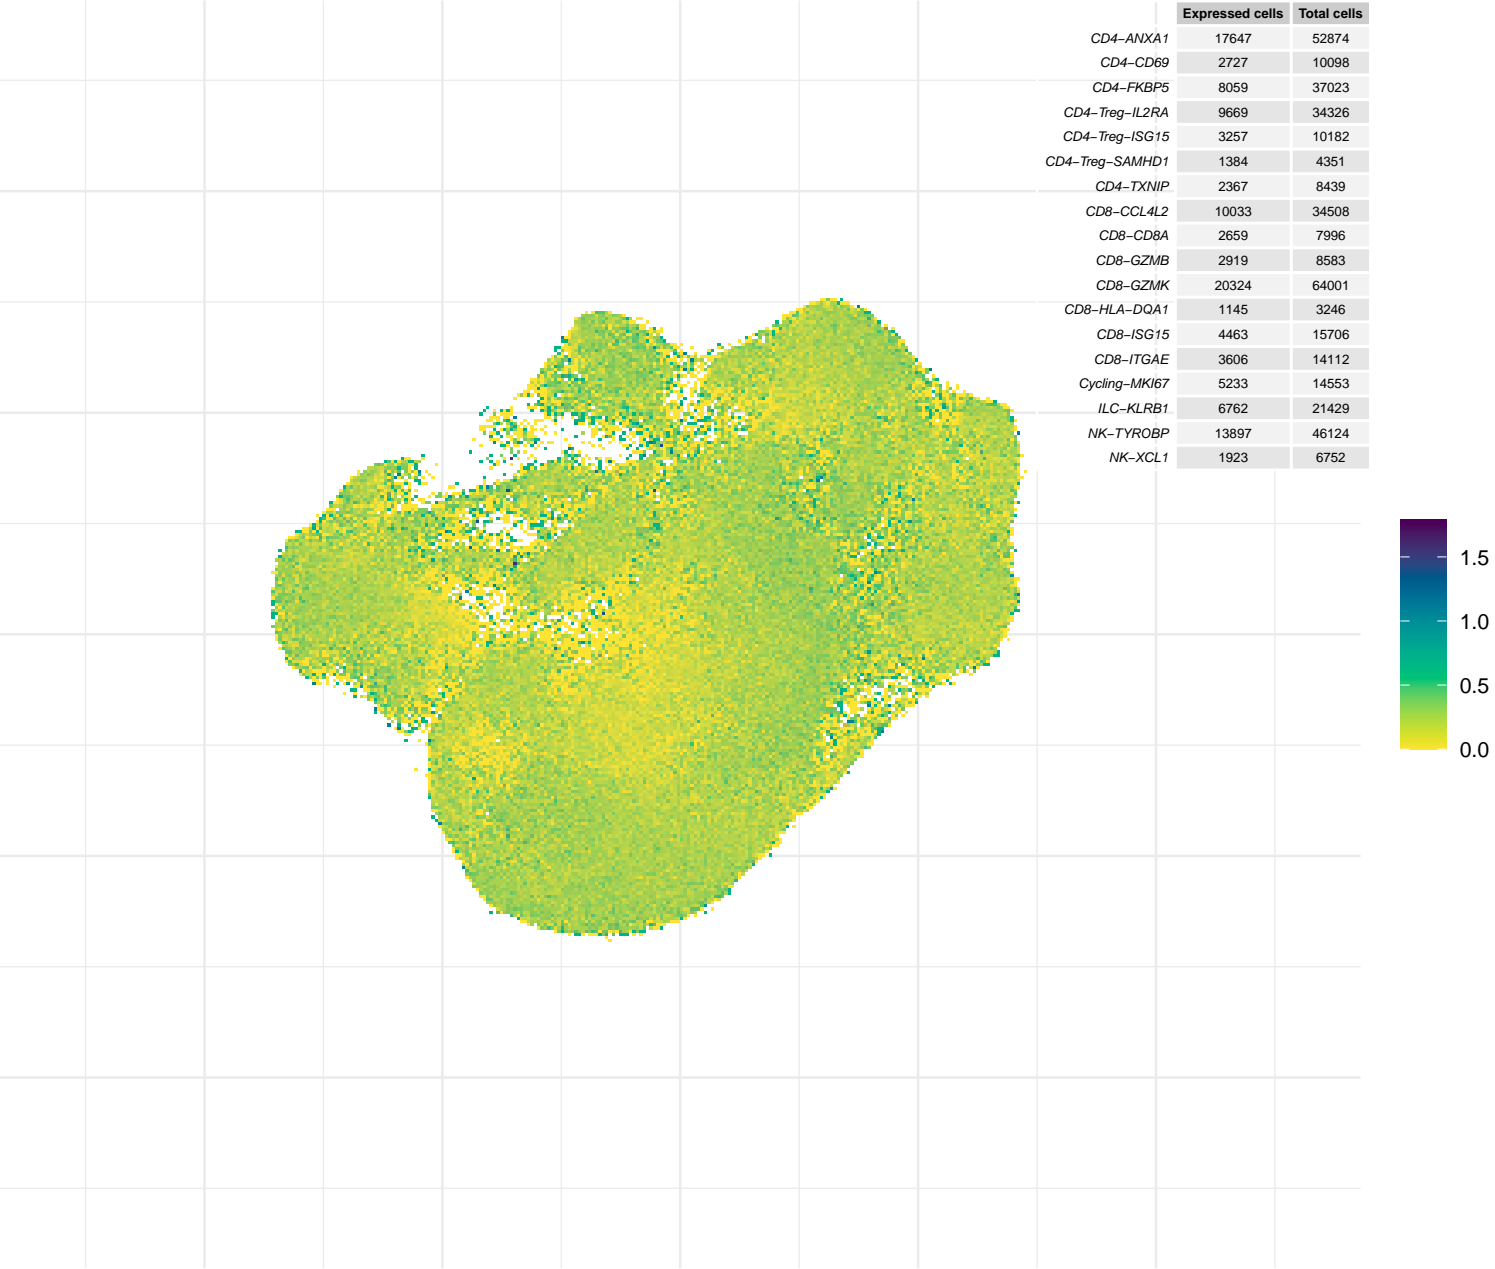 Expressed cells Total cells
CD4−ANXA1 17647 52874
CD4−CD69 2727 10098
CD4−FKBP5 8059 37023
CD4−Treg−IL2RA 9669 34326
CD4−Treg−ISG15 3257 10182
CD4−Treg−SAMHD1 1384 4351
CD4−TXNIP 2367 8439
CD8−CCL4L2 10033 34508
CD8−CD8A 2659 7996
CD8−GZMB 2919 8583
CD8−GZMK 20324 64001
CD8−HLA−DQA1 1145 3246
CD8−ISG15 4463 15706
CD8−ITGAE 3606 14112
Cycling−MKI67 5233 14553
ILC−KLRB1 6762 21429
NK−TYROBP 13897 46124
NK−XCL1 1923 6752
1.5
1.0
0.5
0.0